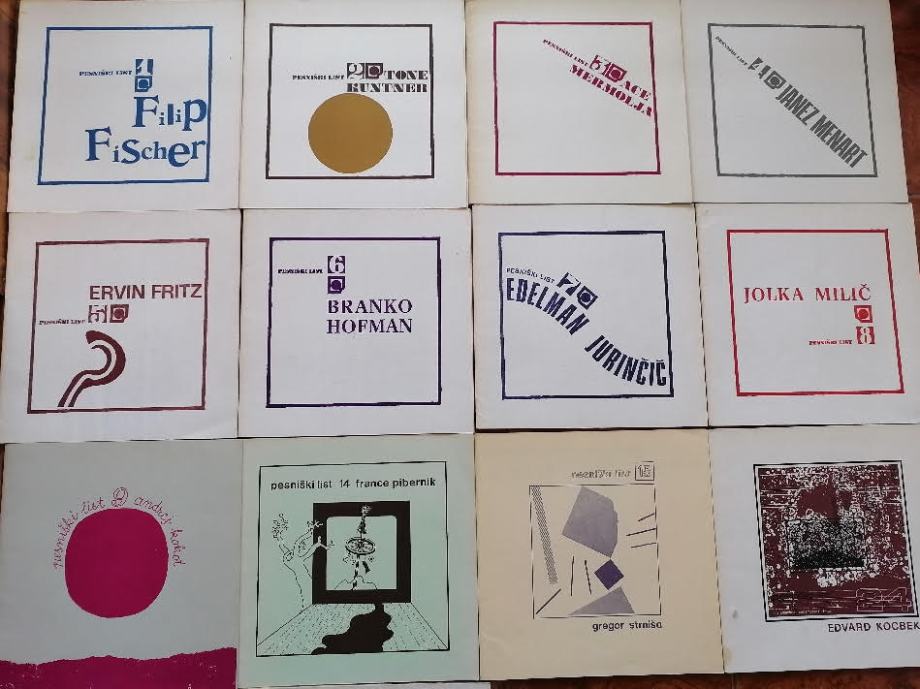 PESNIŠKI LIST 1
Filip
Fischer
PESNIŠKI LIST 2 TONE
KUNTNER
PESNIŠKI LIST 3 ACE
MERMOLJA
PESNIŠKI LIST 4 JANEZ MENART
ERVIN FRITZ
PESNIŠKI LIST 5
PESNIŠKI LIST 6
BRANKO
HOFMAN
PESNIŠKI LIST 7
EDELMAN JURINČIČ
JOLKA MILIČ
PESNIŠKI LIST 8
pesniški list 9 andrej kokot
pesniški list 14 france pibernik
pesniški list 15
gregor strniša
24
EDVARD KOCBEK